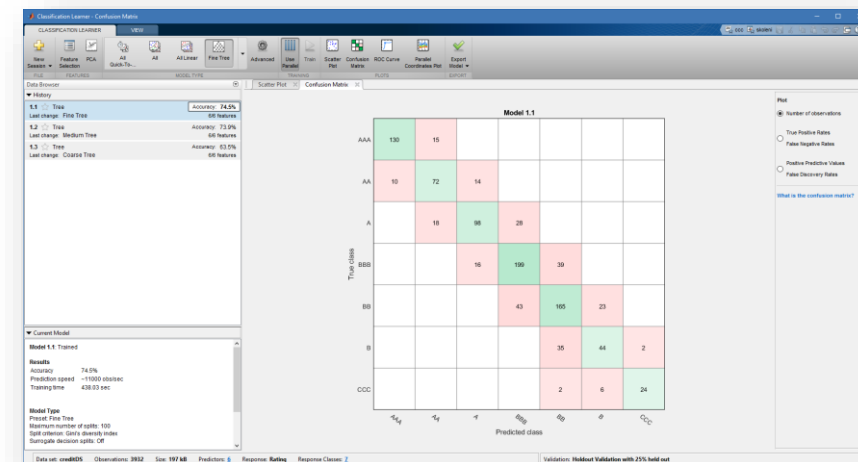 Classification Learner - Confusion Matrix
CLASSIFICATION LEARNER VIEW
New Session
Feature Selection
PCA
All Quick-To-...
All
All Linear
Fine Tree
Advanced
Use Parallel
Train
Scatter Plot
Confusion Matrix
ROC Curve
Parallel Coordinates Plot
Export Model
FILE FEATURES MODEL TYPE TRAINING PLOTS EXPORT
Data Browser
Scatter Plot Confusion Matrix
History
1.1 Tree Accuracy: 74.5%
Last change: Fine Tree 6/6 features
1.2 Tree Accuracy: 73.9%
Last change: Medium Tree 6/6 features
1.3 Tree Accuracy: 63.5%
Last change: Coarse Tree 6/6 features
Current Model
Model 1.1: Trained
Results
Accuracy 74.5%
Prediction speed ~11000 obs/sec
Training time 438.03 sec
Model Type
Preset: Fine Tree
Maximum number of splits: 100
Split criterion: Gini's diversity index
Surrogate decision splits: Off
Model 1.1
True class
AAA 130 15
AA 10 72 14
A 18 98 28
BBB 16 199 39
BB 43 165 23
B 35 44 2
CCC 2 6 24
AAA AA A BBB BB B CCC
Predicted class
Plot
Number of observations
True Positive Rates
False Negative Rates
Positive Predictive Values
False Discovery Rates
What is the confusion matrix?
Data set: creditDS Observations: 3932 Size: 197 kB Predictors: 6 Response: Rating Response Classes: 7
Validation: Holdout Validation with 25% held out